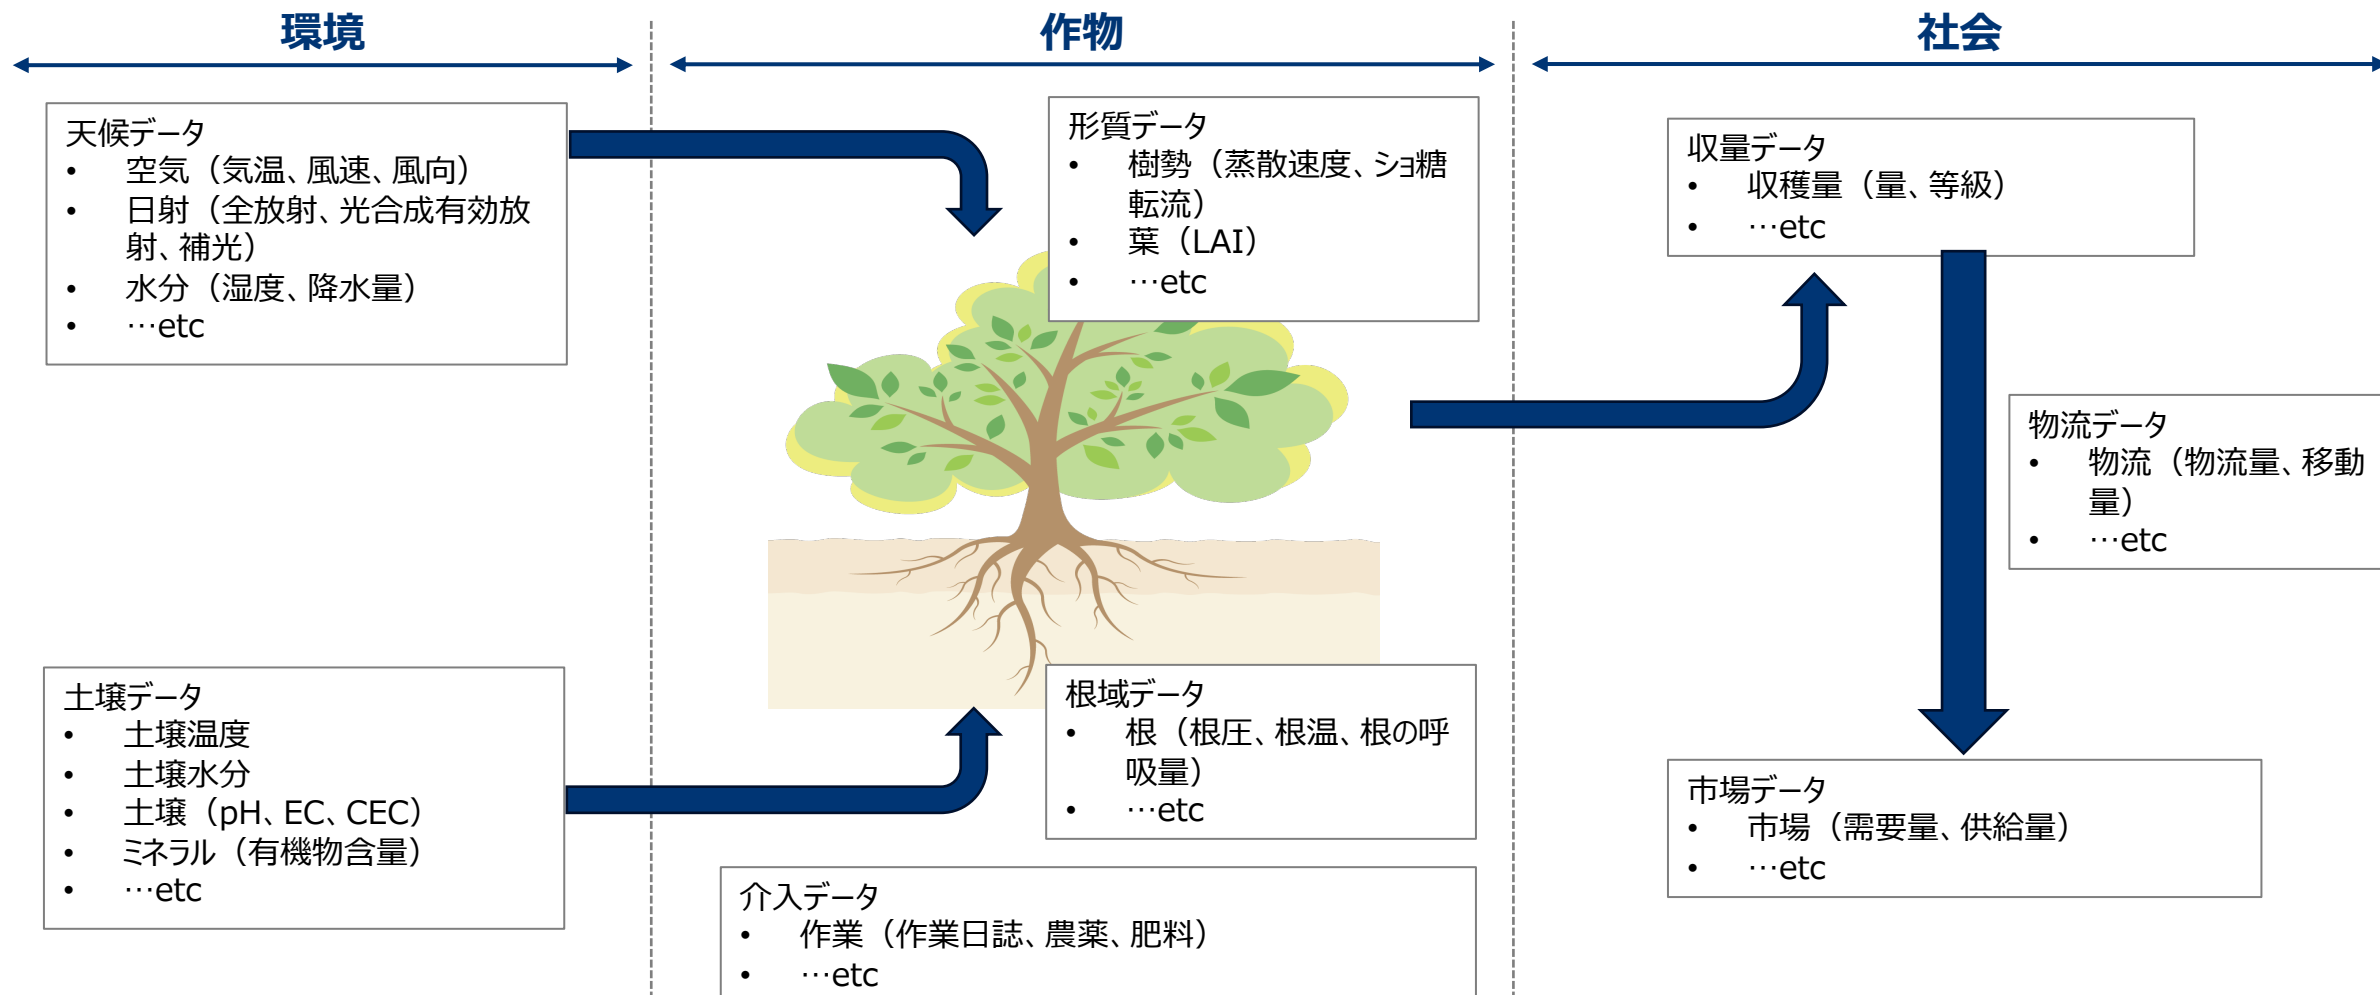 環境
作物
社会
天候データ
• 空気（気温、風速、風向）
• 日射（全放射、光合成有効放
射、補光）
• 水分（湿度、降水量）
• …etc
土壌データ
• 土壌温度
• 土壌水分
• 土壌（pH、EC、CEC）
• ミネラル（有機物含量）
• …etc
形質データ
• 樹勢（蒸散速度、ショ糖
転流）
• 葉（LAI）
• …etc
根域データ
• 根（根圧、根温、根の呼
吸量）
• …etc
介入データ
• 作業（作業日誌、農薬、肥料）
• …etc
収量データ
• 収穫量（量、等級）
• …etc
物流データ
• 物流（物流量、移動
量）
• …etc
市場データ
• 市場（需要量、供給量）
• …etc